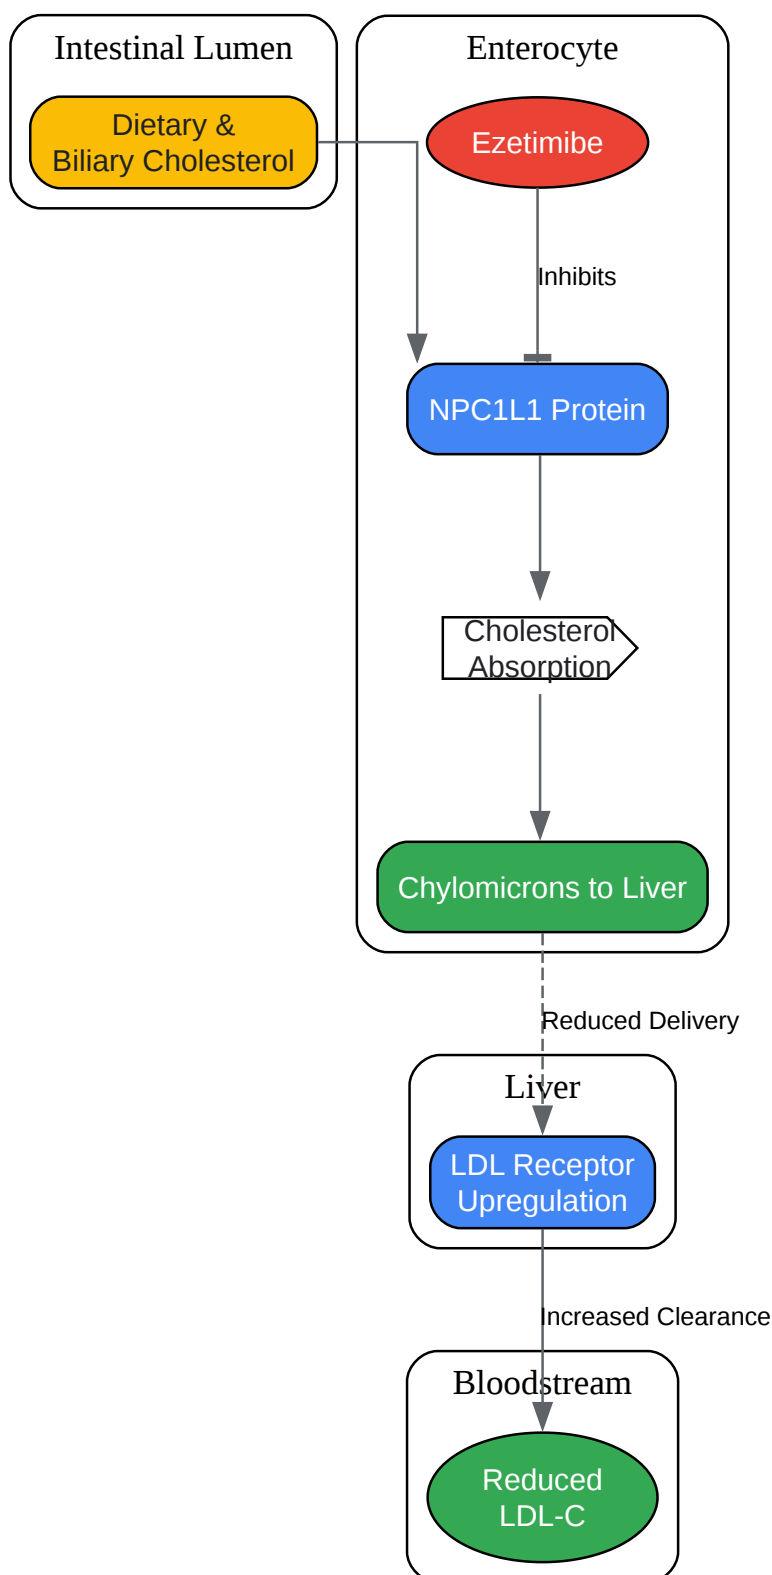 Intestinal Lumen
Enterocyte
Dietary &
Biliary Cholesterol
Ezetimibe
Inhibits
NPC1L1 Protein
Cholesterol
Absorption
Chylomicrons to Liver
Reduced Delivery
Liver
LDL Receptor
Upregulation
Increased Clearance
Bloodstream
Reduced
LDL-C